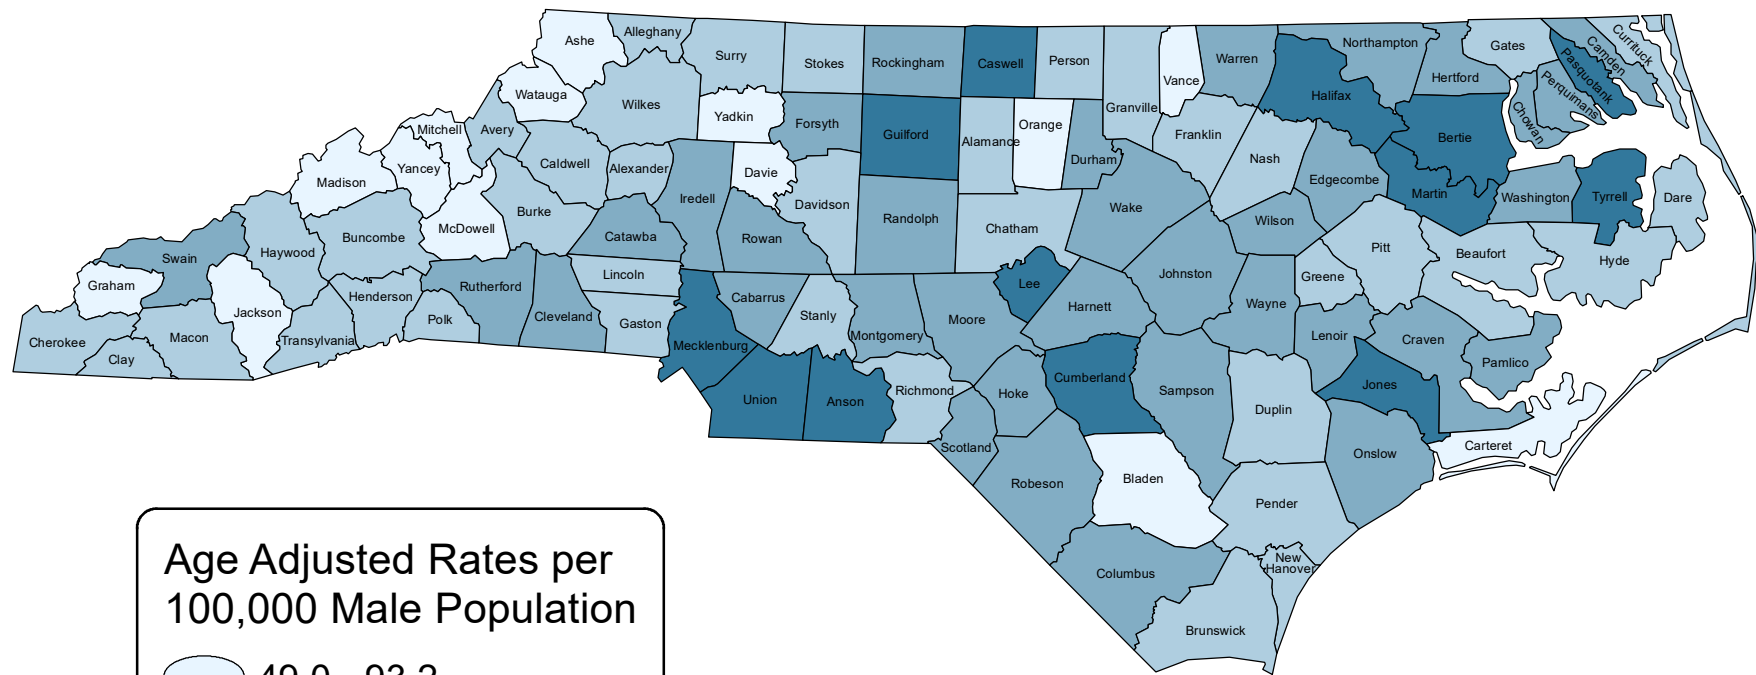 Ashe
Alleghany
Surry
Stokes
Rockingham
Caswell
Person
Granville
Vance
Warren
Northampton
Hertford
Gates
Currituck
Camden
Pasquotank
Perquimans
Chowan
Watauga
Wilkes
Yadkin
Forsyth
Guilford
Alamance
Orange
Durham
Franklin
Nash
Halifax
Bertie
Mitchell
Avery
Caldwell
Alexander
Iredell
Davie
Davidson
Randolph
Chatham
Wake
Wilson
Edgecombe
Martin
Washington
Tyrrell
Dare
Madison
Yancey
Burke
McDowell
Catawba
Rowan
Buncombe
Haywood
Swain
Graham
Jackson
Macon
Cherokee
Clay
Transylvania
Henderson
Polk
Rutherford
Cleveland
Lincoln
Gaston
Mecklenburg
Cabarrus
Stanly
Montgomery
Moore
Lee
Harnett
Johnston
Wayne
Greene
Pitt
Beaufort
Hyde
Lenoir
Craven
Pamlico
Jones
Union
Anson
Richmond
Hoke
Cumberland
Sampson
Duplin
Onslow
Carteret
Scotland
Robeson
Bladen
Pender
Columbus
New
Hanover
Brunswick
Age Adjusted Rates per
100,000 Male Population
49.0 - 93.2